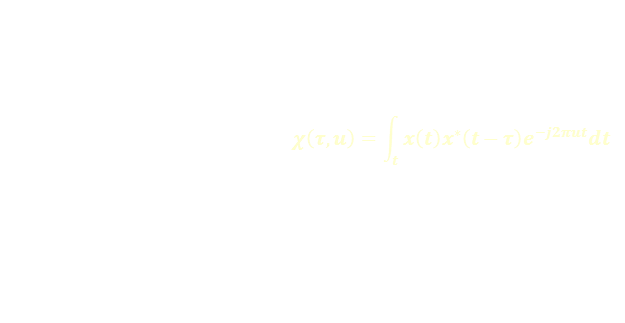 χ(τ, u) = ∫_t x(t)x*(t − τ)e^{−j2πut}dt